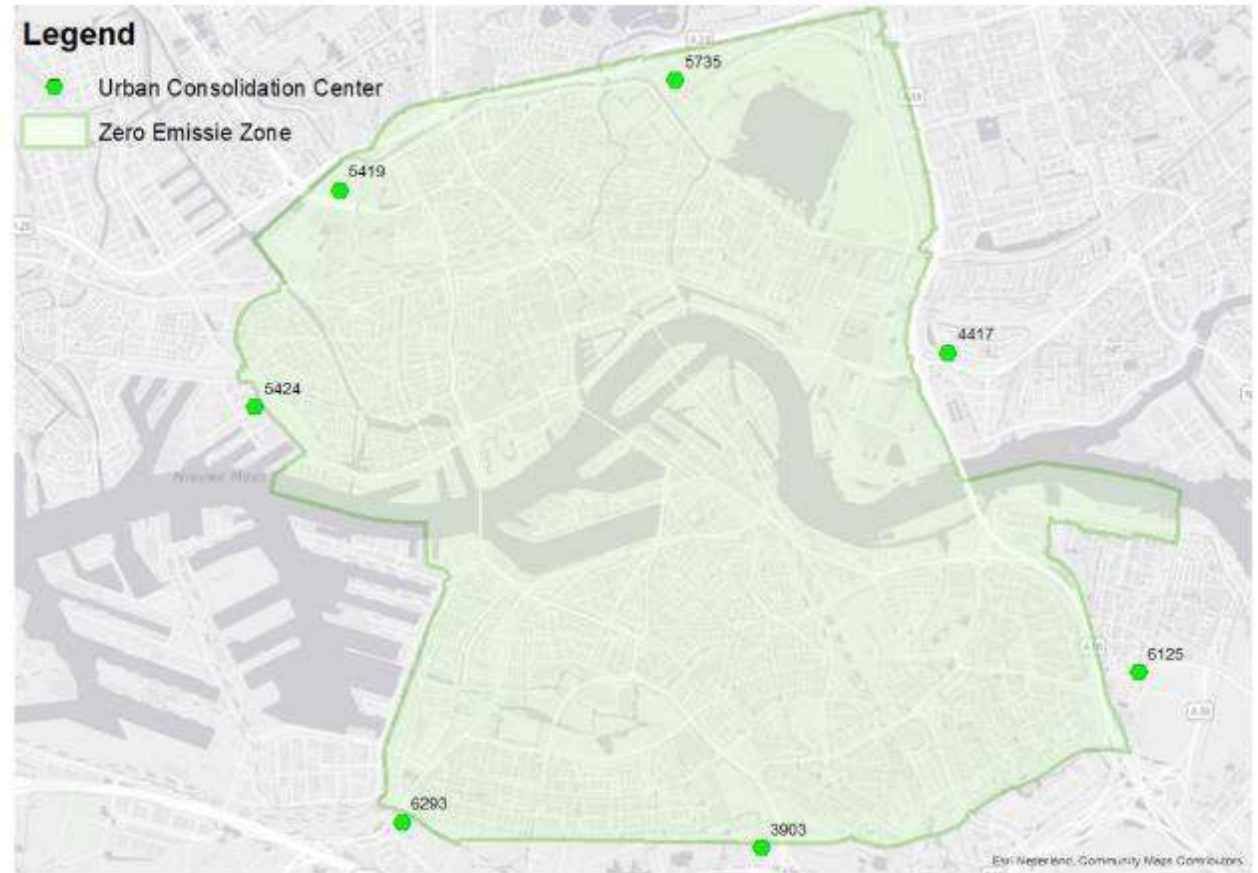 Legend
Urban Consolidation Center
Zero Emissie Zone
5735
5419
4417
5424
Nieuwe Maas
6125
6293
3903
Esri Nederland, Community Maps Contributors